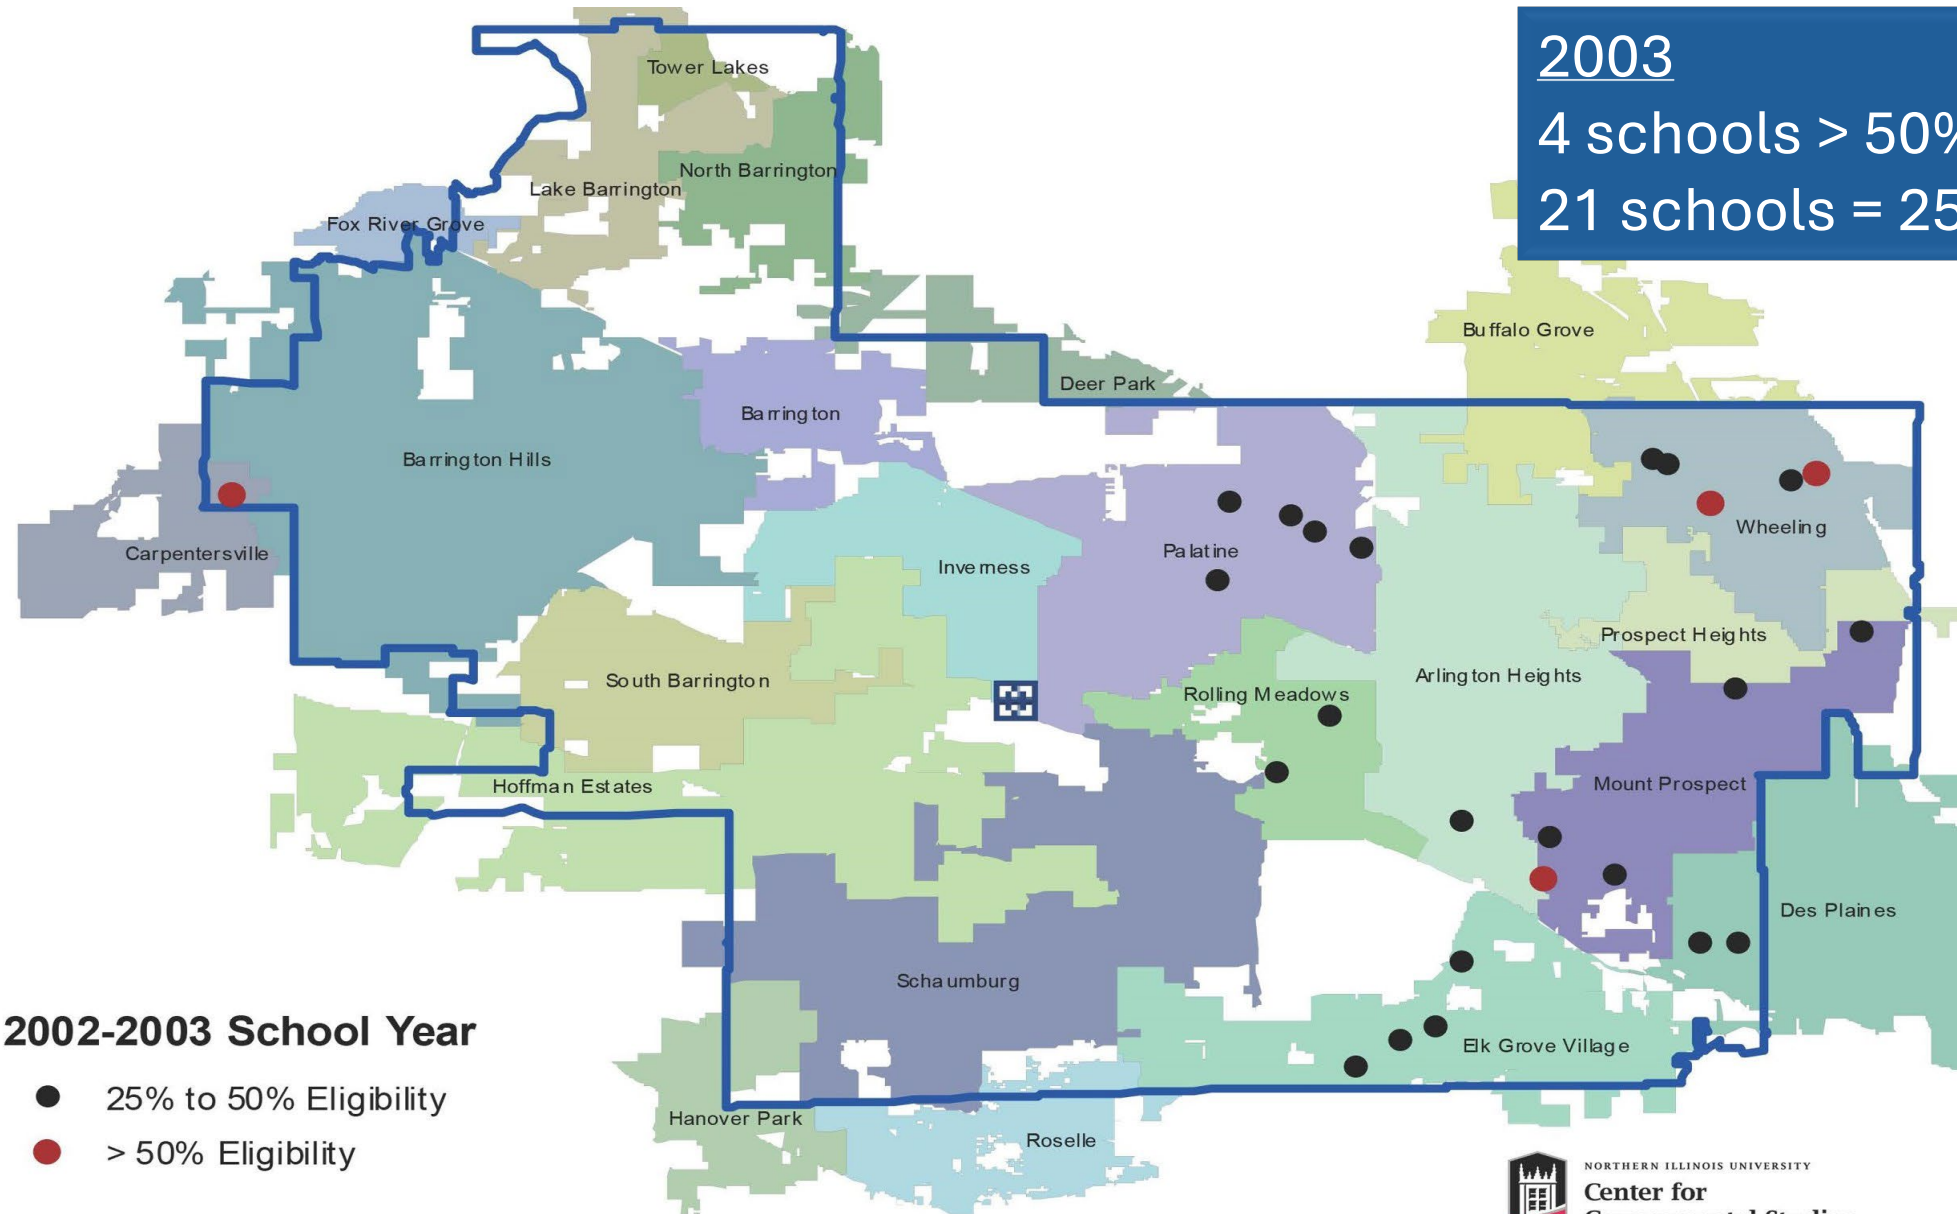 2003
4 schools > 50%
21 schools = 25
Tower Lakes
North Barrington
Lake Barrington
Fox River Grove
Buffalo Grove
Deer Park
Barrington
Barrington Hills
Wheeling
Carpentersville
Palatine
Inverness
Prospect Heights
South Barrington
Arlington Heights
Rolling Meadows
Mount Prospect
Hoffman Estates
Des Plaines
Schaumburg
Elk Grove Village
Hanover Park
Roselle
2002-2003 School Year
25% to 50% Eligibility
> 50% Eligibility
NORTHERN ILLINOIS UNIVERSITY
Center for